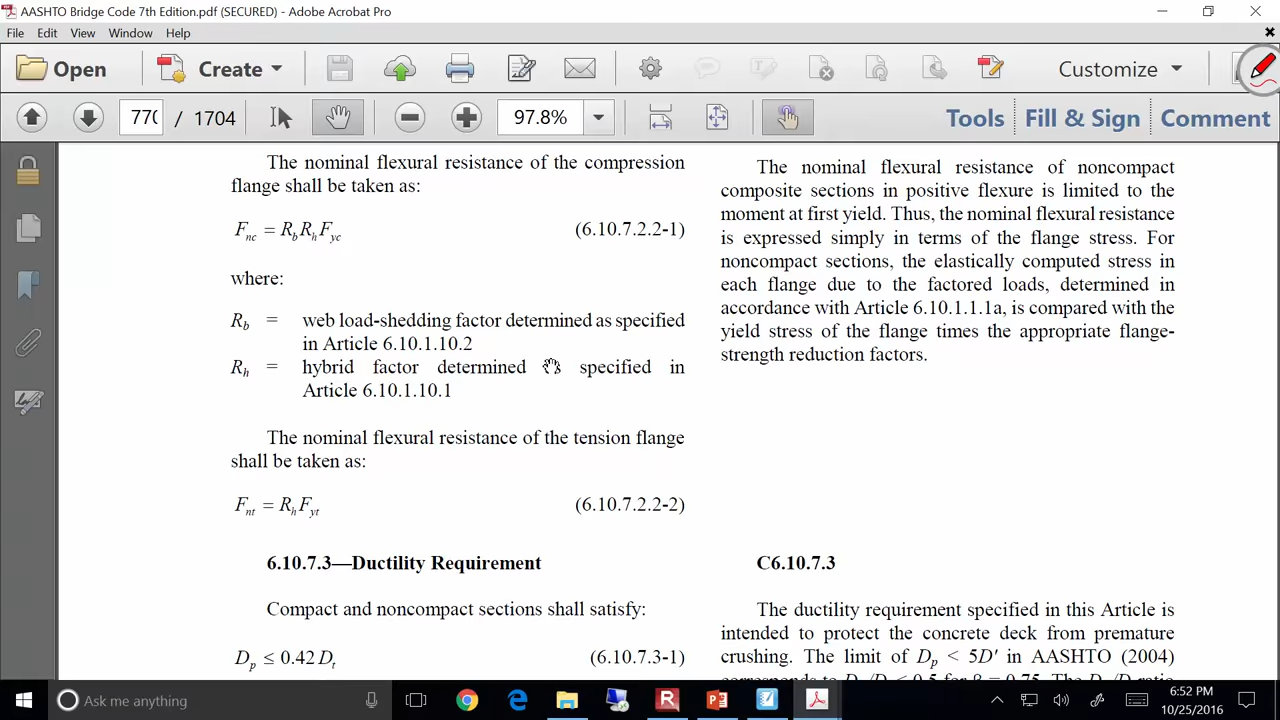 AASHTO Bridge Code 7th Edition.pdf (SECURED) - Adobe Acrobat Pro
File Edit View Window Help
Open Create Customize
770 / 1704 97.8% Tools Fill & Sign Comment
The nominal flexural resistance of the compression
flange shall be taken as:
Fnc = RbRhFyc (6.10.7.2.2-1)
where:
Rb = web load-shedding factor determined as specified
in Article 6.10.1.10.2
Rh = hybrid factor determined specified in
Article 6.10.1.10.1
The nominal flexural resistance of the tension flange
shall be taken as:
Fnt = RhFyt (6.10.7.2.2-2)
6.10.7.3—Ductility Requirement
Compact and noncompact sections shall satisfy:
Dp ≤ 0.42 Dt (6.10.7.3-1)
The nominal flexural resistance of noncompact
composite sections in positive flexure is limited to the
moment at first yield. Thus, the nominal flexural resistance
is expressed simply in terms of the flange stress. For
noncompact sections, the elastically computed stress in
each flange due to the factored loads, determined in
accordance with Article 6.10.1.1.1a, is compared with the
yield stress of the flange times the appropriate flange-
strength reduction factors.
C6.10.7.3
The ductility requirement specified in this Article is
intended to protect the concrete deck from premature
crushing. The limit of Dp < 5D′ in AASHTO (2004)
Ask me anything
6:52 PM
10/25/2016